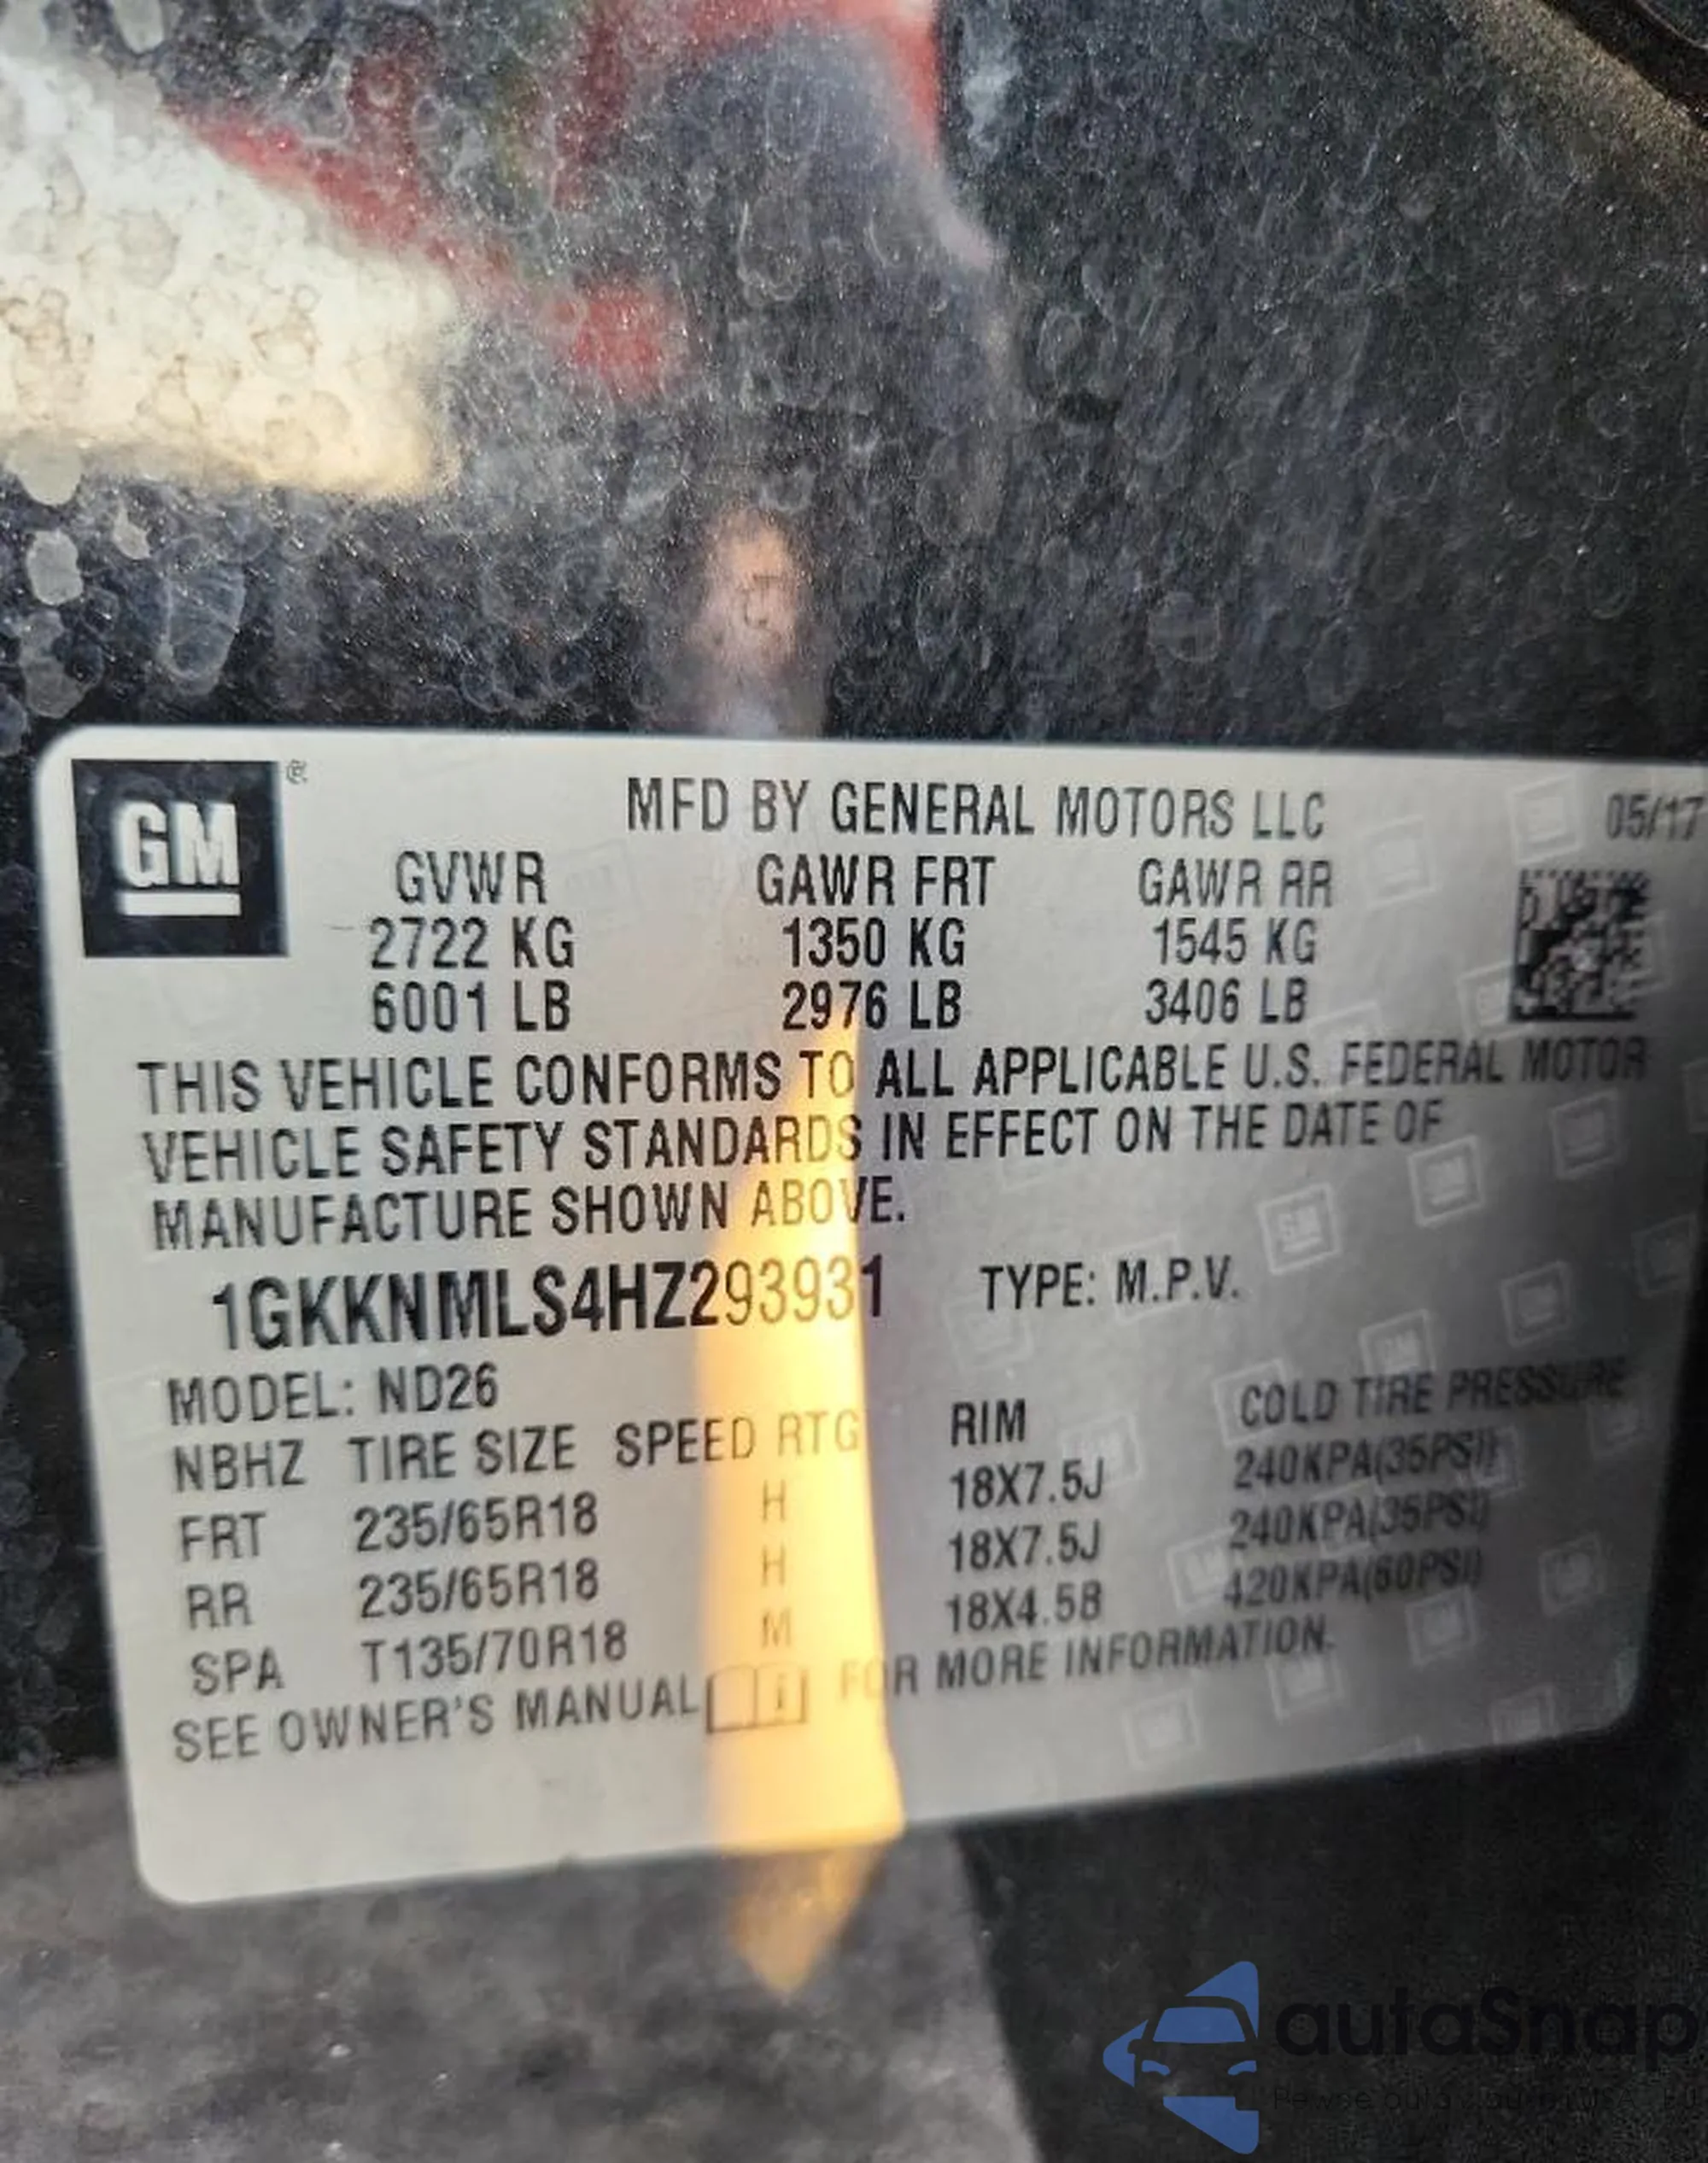 GM ®
MFD BY GENERAL MOTORS LLC 05/17
GVWR GAWR FRT GAWR RR
2722 KG 1350 KG 1545 KG
6001 LB 2976 LB 3406 LB
THIS VEHICLE CONFORMS TO ALL APPLICABLE U.S. FEDERAL MOTOR
VEHICLE SAFETY STANDARDS IN EFFECT ON THE DATE OF
MANUFACTURE SHOWN ABOVE.
1GKKNMLS4HZ293931 TYPE: M.P.V.
MODEL: ND26
NBHZ TIRE SIZE SPEED RTG RIM COLD TIRE PRESSURE
FRT 235/65R18 H 18X7.5J 240KPA(35PSI)
RR 235/65R18 H 18X7.5J 240KPA(35PSI)
SPA T135/70R18 M 18X4.5B 420KPA(60PSI)
SEE OWNER'S MANUAL i FOR MORE INFORMATION.
autaSnap